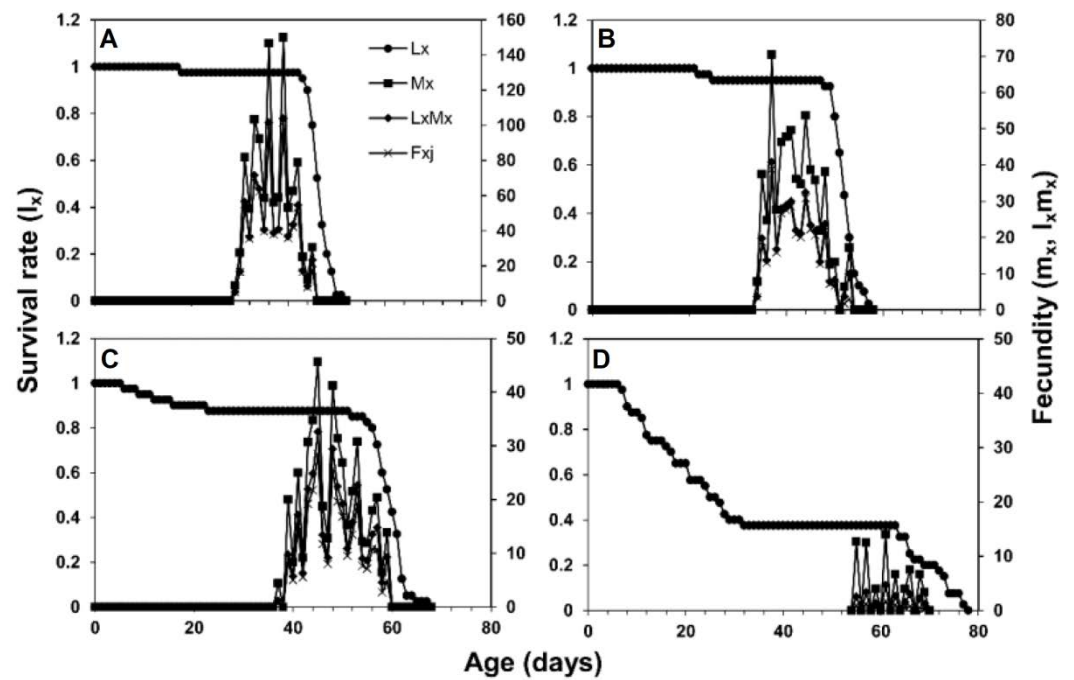 A
B
1.2 1 0.8 0.6 0.4 0.2 0
160 140 120 100 80 60 40 20 0
Lx
Mx
LxMx
Fxj
1.2 1 0.8 0.6 0.4 0.2 0
80 70 60 50 40 30 20 10 0
Survival rate (lx)
Fecundity (mx, lxmx)
C
D
1.2 1 0.8 0.6 0.4 0.2 0
50 40 30 20 10 0
1.2 1 0.8 0.6 0.4 0.2 0
50 40 30 20 10 0
0 20 40 60 80
0 20 40 60 80
Age (days)